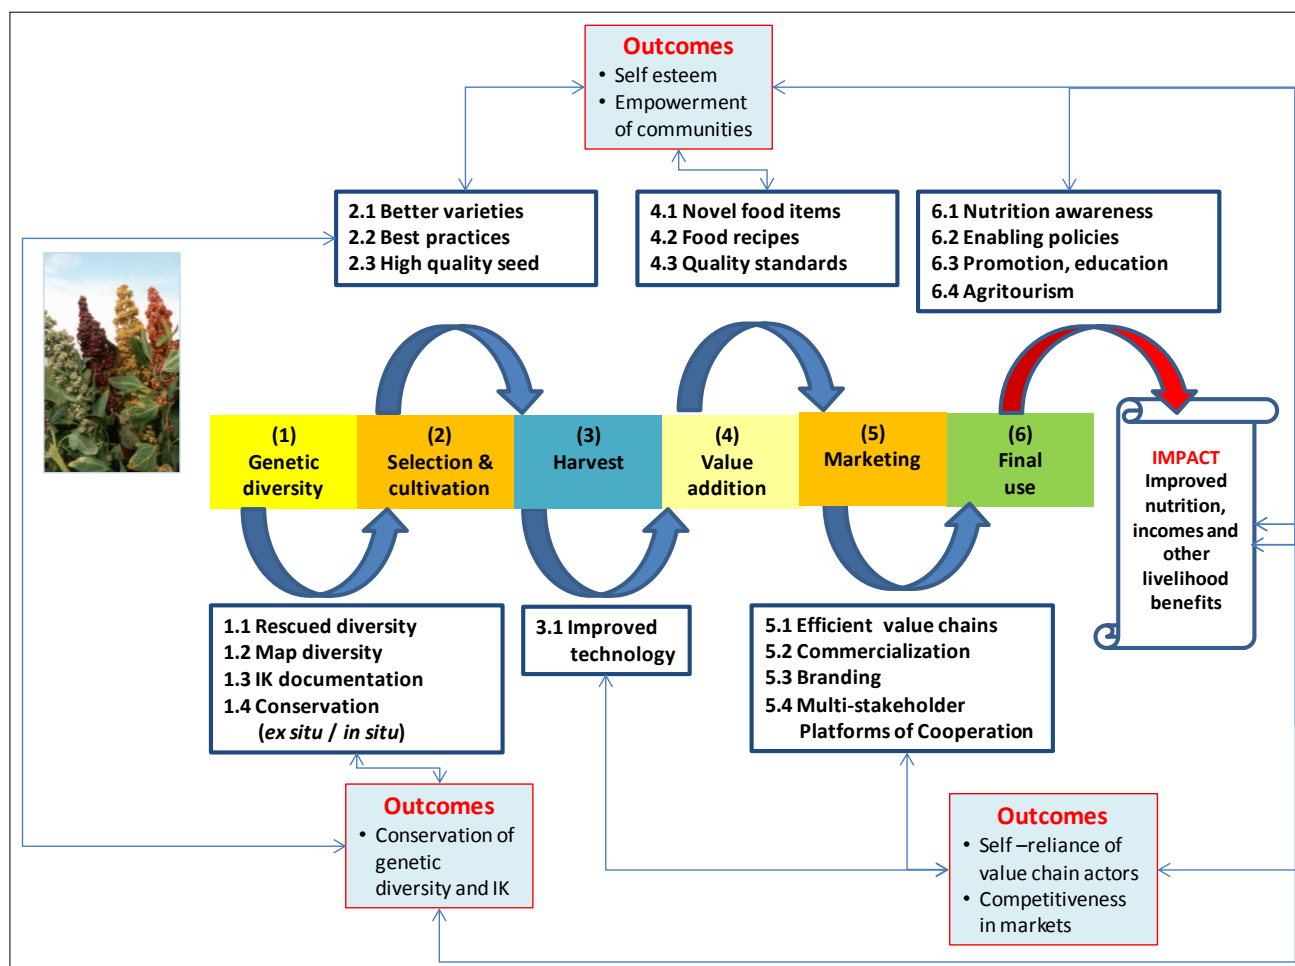 Outcomes
• Self esteem
• Empowerment
of communities
2.1 Better varieties
2.2 Best practices
2.3 High quality seed
4.1 Novel food items
4.2 Food recipes
4.3 Quality standards
6.1 Nutrition awareness
6.2 Enabling policies
6.3 Promotion, education
6.4 Agritourism
(1)
Genetic
diversity
(2)
Selection &
cultivation
(3)
Harvest
(4)
Value
addition
(5)
Marketing
(6)
Final
use
IMPACT
Improved
nutrition,
incomes and
other
livelihood
benefits
1.1 Rescued diversity
1.2 Map diversity
1.3 IK documentation
1.4 Conservation
(ex situ / in situ)
3.1 Improved
technology
5.1 Efficient value chains
5.2 Commercialization
5.3 Branding
5.4 Multi-stakeholder
Platforms of Cooperation
Outcomes
• Conservation of
genetic
diversity and IK
Outcomes
• Self –reliance of
value chain actors
• Competitiveness
in markets